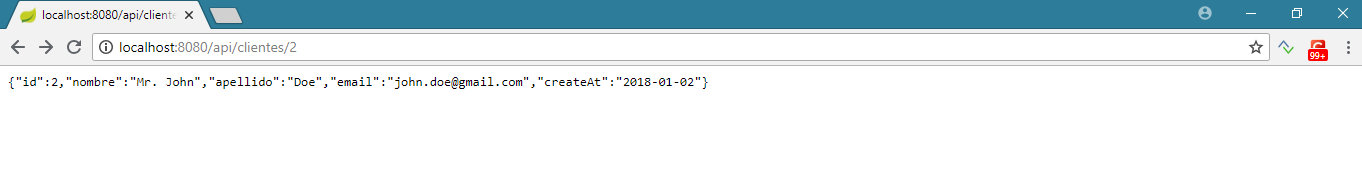 localhost:8080/api/cliente
localhost:8080/api/clientes/2
99+
{"id":2,"nombre":"Mr. John","apellido":"Doe","email":"john.doe@gmail.com","createAt":"2018-01-02"}